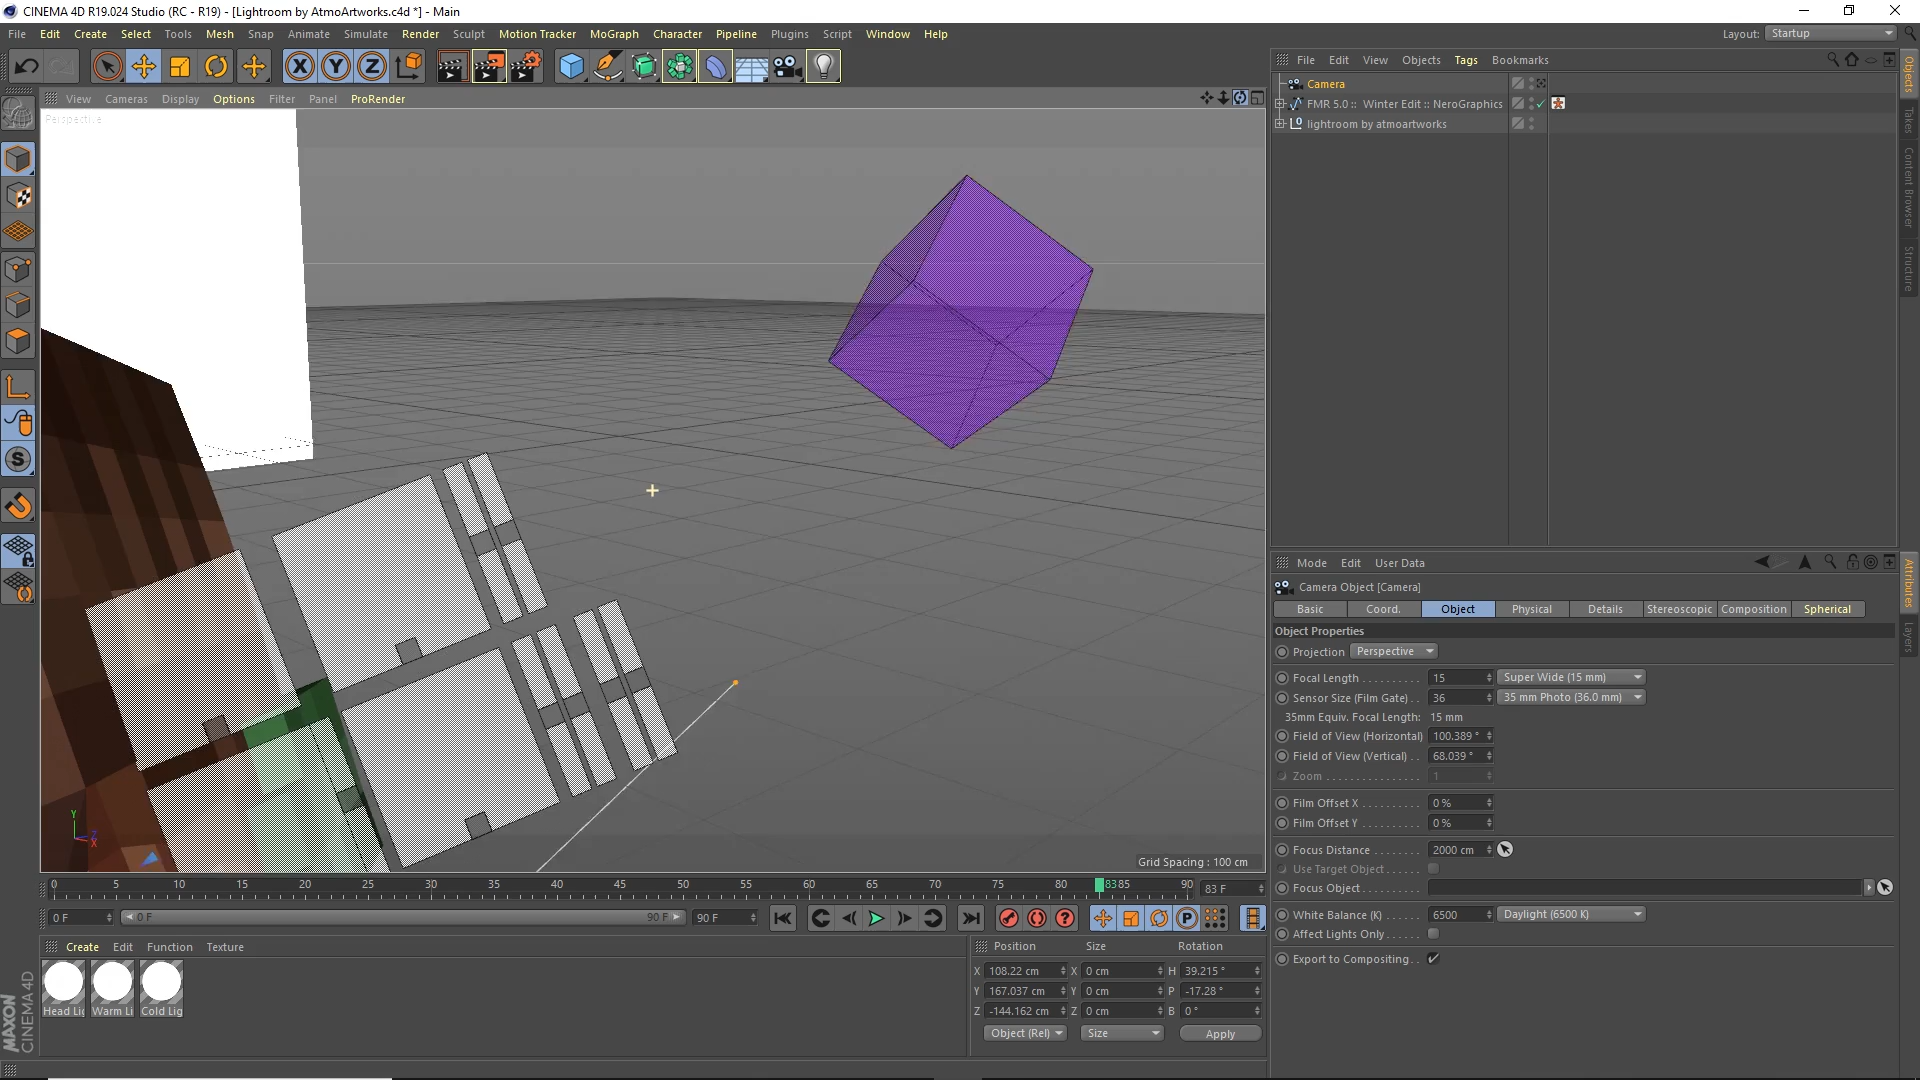 CINEMA 4D R19.024 Studio (RC - R19) - [Lightroom by AtmoArtworks.c4d *] - Main
File Edit Create Select Tools Mesh Snap Animate Simulate Render Sculpt Motion Tracker MoGraph Character Pipeline Plugins Script Window Help Layout: Startup
View Cameras Display Options Filter Panel ProRender
Perspective
Grid Spacing : 100 cm
Y
Z
X
0 5 10 15 20 25 30 35 40 45 50 55 60 65 70 75 80 8385 90 83 F
0 F 0 F 90 F 90 F
Create Edit Function Texture
Head Lig Warm Li Cold Lig
MAXON
CINEMA 4D
Position Size Rotation
X 108.22 cm X 0 cm H 39.215 °
Y 167.037 cm Y 0 cm P -17.28 °
Z -144.162 cm Z 0 cm B 0 °
Object (Rel) Size Apply
File Edit View Objects Tags Bookmarks
Camera
FMR 5.0 :: Winter Edit :: NeroGraphics
lightroom by atmoartworks
Objects
Takes
Content Browser
Structure
Mode Edit User Data
Camera Object [Camera]
Basic Coord. Object Physical Details Stereoscopic Composition Spherical
Object Properties
Projection Perspective
Focal Length . . . . . . . . . . 15 Super Wide (15 mm)
Sensor Size (Film Gate) . . 36 35 mm Photo (36.0 mm)
35mm Equiv. Focal Length: 15 mm
Field of View (Horizontal) 100.389 °
Field of View (Vertical) . . 68.039 °
Zoom . . . . . . . . . . . . . . . . 1
Film Offset X . . . . . . . . . . 0 %
Film Offset Y . . . . . . . . . . 0 %
Focus Distance . . . . . . . . 2000 cm
Use Target Object . . . . . .
Focus Object . . . . . . . . . .
White Balance (K) . . . . . . 6500 Daylight (6500 K)
Affect Lights Only . . . . . .
Export to Compositing . .
Attributes
Layers